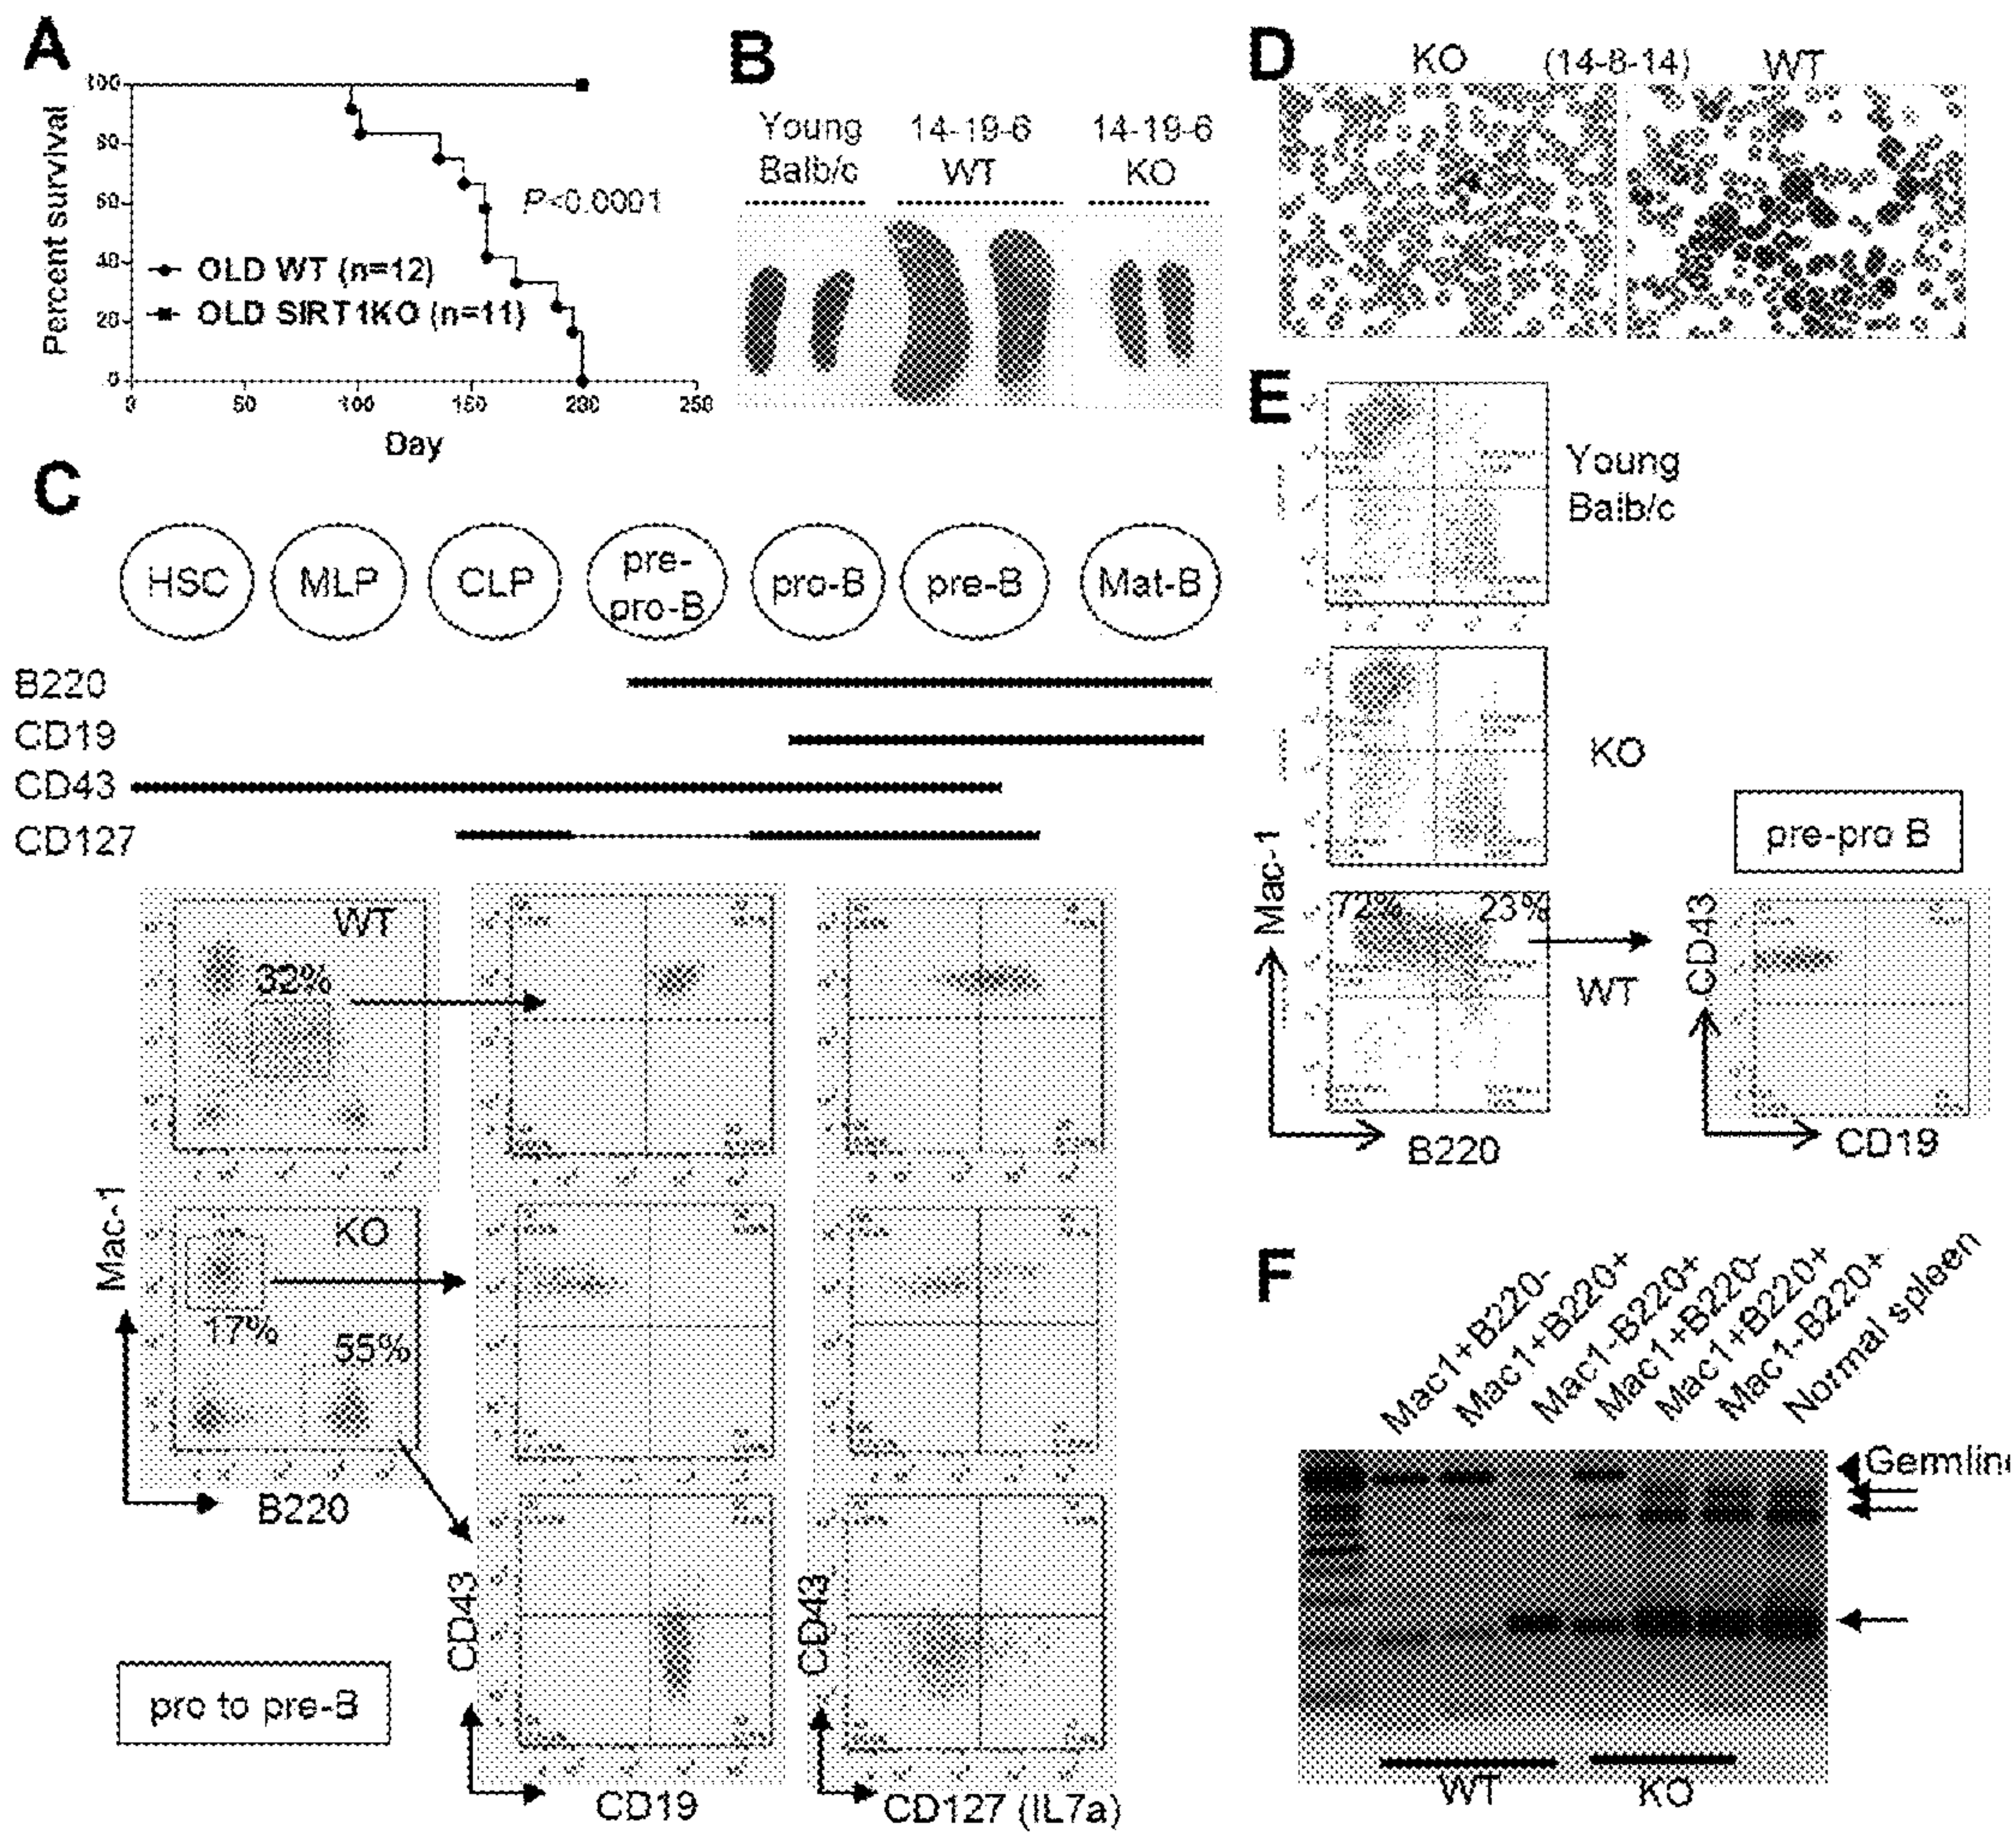 A
100
80
60
40
20
0
Percent survival
P<0.0001
OLD WT (n=12)
OLD SIRT1KO (n=11)
0 50 100 150 200 250
Day
B
Young
Balb/c
14-19-6
WT
14-19-6
KO
C
HSC
MLP
CLP
pre-
pro-B
pro-B
pre-B
Mat-B
B220
CD19
CD43
CD127
WT
32%
KO
17%
55%
Mac-1
B220
CD43
CD43
CD19
CD127 (IL7a)
pro to pre-B
D
KO (14-8-14) WT
E
Young
Balb/c
KO
72% 23%
WT
Mac-1
B220
pre-pro B
CD43
CD19
F
Mac1+B220-
Mac1+B220+
Mac1-B220+
Mac1+B220-
Mac1+B220+
Mac1-B220+
Normal spleen
Germlin
WT
KO